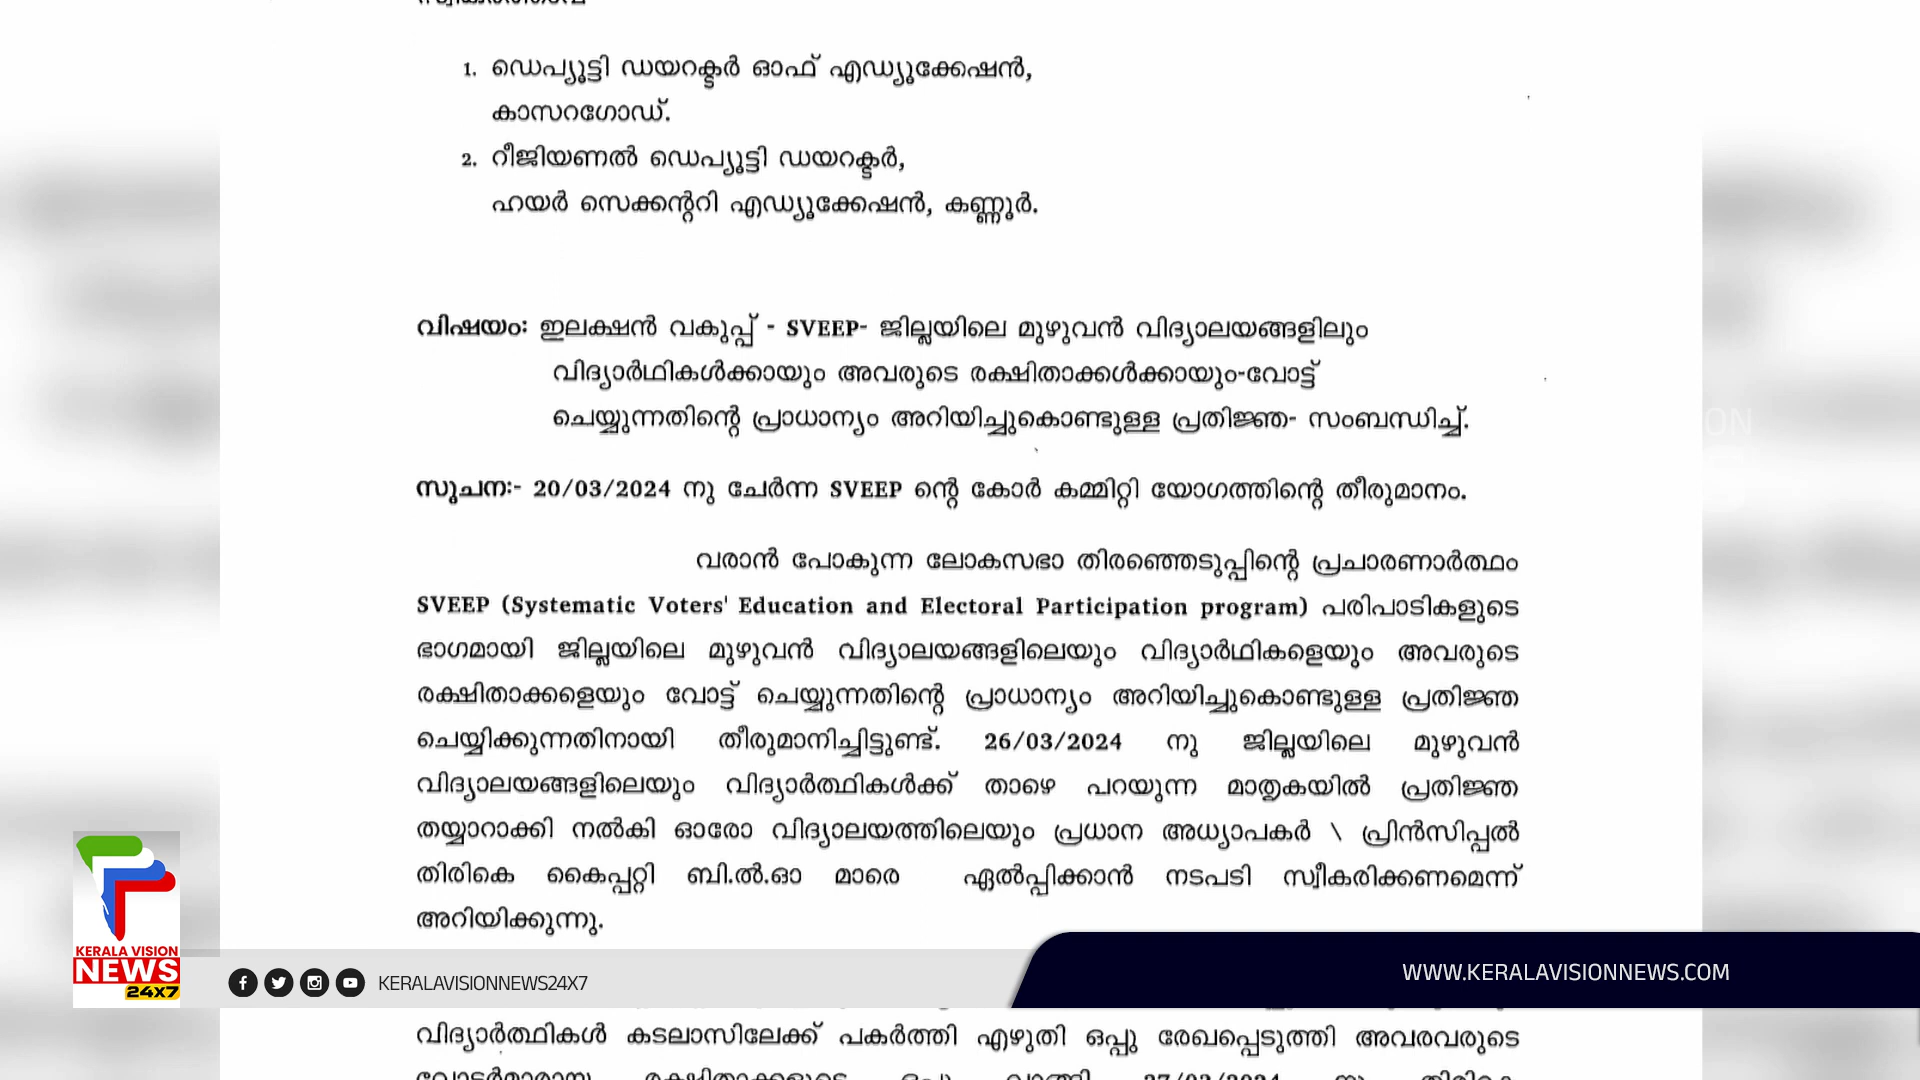 1. ഡെപ്യൂട്ടി ഡയറക്ടർ ഓഫ് എഡ്യൂക്കേഷൻ,
കാസറഗോഡ്.
2. റീജിയണൽ ഡെപ്യൂട്ടി ഡയറക്ടർ,
ഹയർ സെക്കന്ററി എഡ്യൂക്കേഷൻ, കണ്ണൂർ.
വിഷയം: ഇലക്ഷൻ വകുപ്പ് - SVEEP- ജില്ലയിലെ മുഴുവൻ വിദ്യാലയങ്ങളിലും
വിദ്യാർഥികൾക്കായും അവരുടെ രക്ഷിതാക്കൾക്കായും-വോട്ട്
ചെയ്യുന്നതിന്റെ പ്രാധാന്യം അറിയിച്ചുകൊണ്ടുള്ള പ്രതിജ്ഞ- സംബന്ധിച്ച്.
സൂചന:- 20/03/2024 നു ചേർന്ന SVEEP ന്റെ കോർ കമ്മിറ്റി യോഗത്തിന്റെ തീരുമാനം.
വരാൻ പോകുന്ന ലോകസഭാ തിരഞ്ഞെടുപ്പിന്റെ പ്രചാരണാർത്ഥം
SVEEP (Systematic Voters' Education and Electoral Participation program) പരിപാടികളുടെ
ഭാഗമായി ജില്ലയിലെ മുഴുവൻ വിദ്യാലയങ്ങളിലെയും വിദ്യാർഥികളെയും അവരുടെ
രക്ഷിതാക്കളെയും വോട്ട് ചെയ്യുന്നതിന്റെ പ്രാധാന്യം അറിയിച്ചുകൊണ്ടുള്ള പ്രതിജ്ഞ
ചെയ്യിക്കുന്നതിനായി തീരുമാനിച്ചിട്ടുണ്ട്. 26/03/2024 നു ജില്ലയിലെ മുഴുവൻ
വിദ്യാലയങ്ങളിലെയും വിദ്യാർത്ഥികൾക്ക് താഴെ പറയുന്ന മാതൃകയിൽ പ്രതിജ്ഞ
തയ്യാറാക്കി നൽകി ഓരോ വിദ്യാലയത്തിലെയും പ്രധാന അധ്യാപകർ \ പ്രിൻസിപ്പൽ
തിരികെ കൈപ്പറ്റി ബി.ൽ.ഓ മാരെ ഏൽപ്പിക്കാൻ നടപടി സ്വീകരിക്കണമെന്ന്
അറിയിക്കുന്നു.
KERALA VISION
NEWS
24X7
KERALAVISIONNEWS24X7
WWW.KERALAVISIONNEWS.COM
വിദ്യാർത്ഥികൾ കടലാസിലേക്ക് പകർത്തി എഴുതി ഒപ്പു രേഖപ്പെടുത്തി അവരവരുടെ